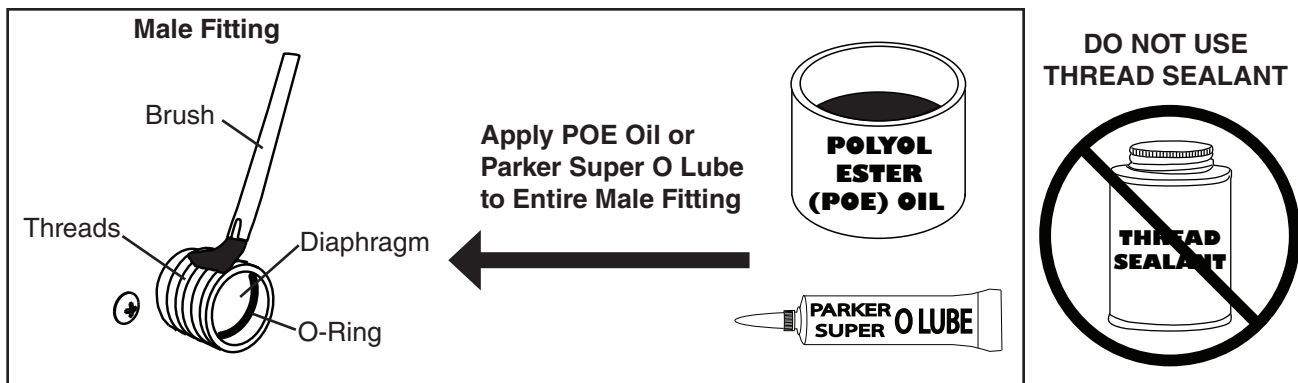 Male Fitting
Brush
Threads
Diaphragm
O-Ring
Apply POE Oil or
Parker Super O Lube
to Entire Male Fitting
POLYOL
ESTER
(POE) OIL
PARKER
SUPER O LUBE
DO NOT USE
THREAD SEALANT
THREAD
SEALANT